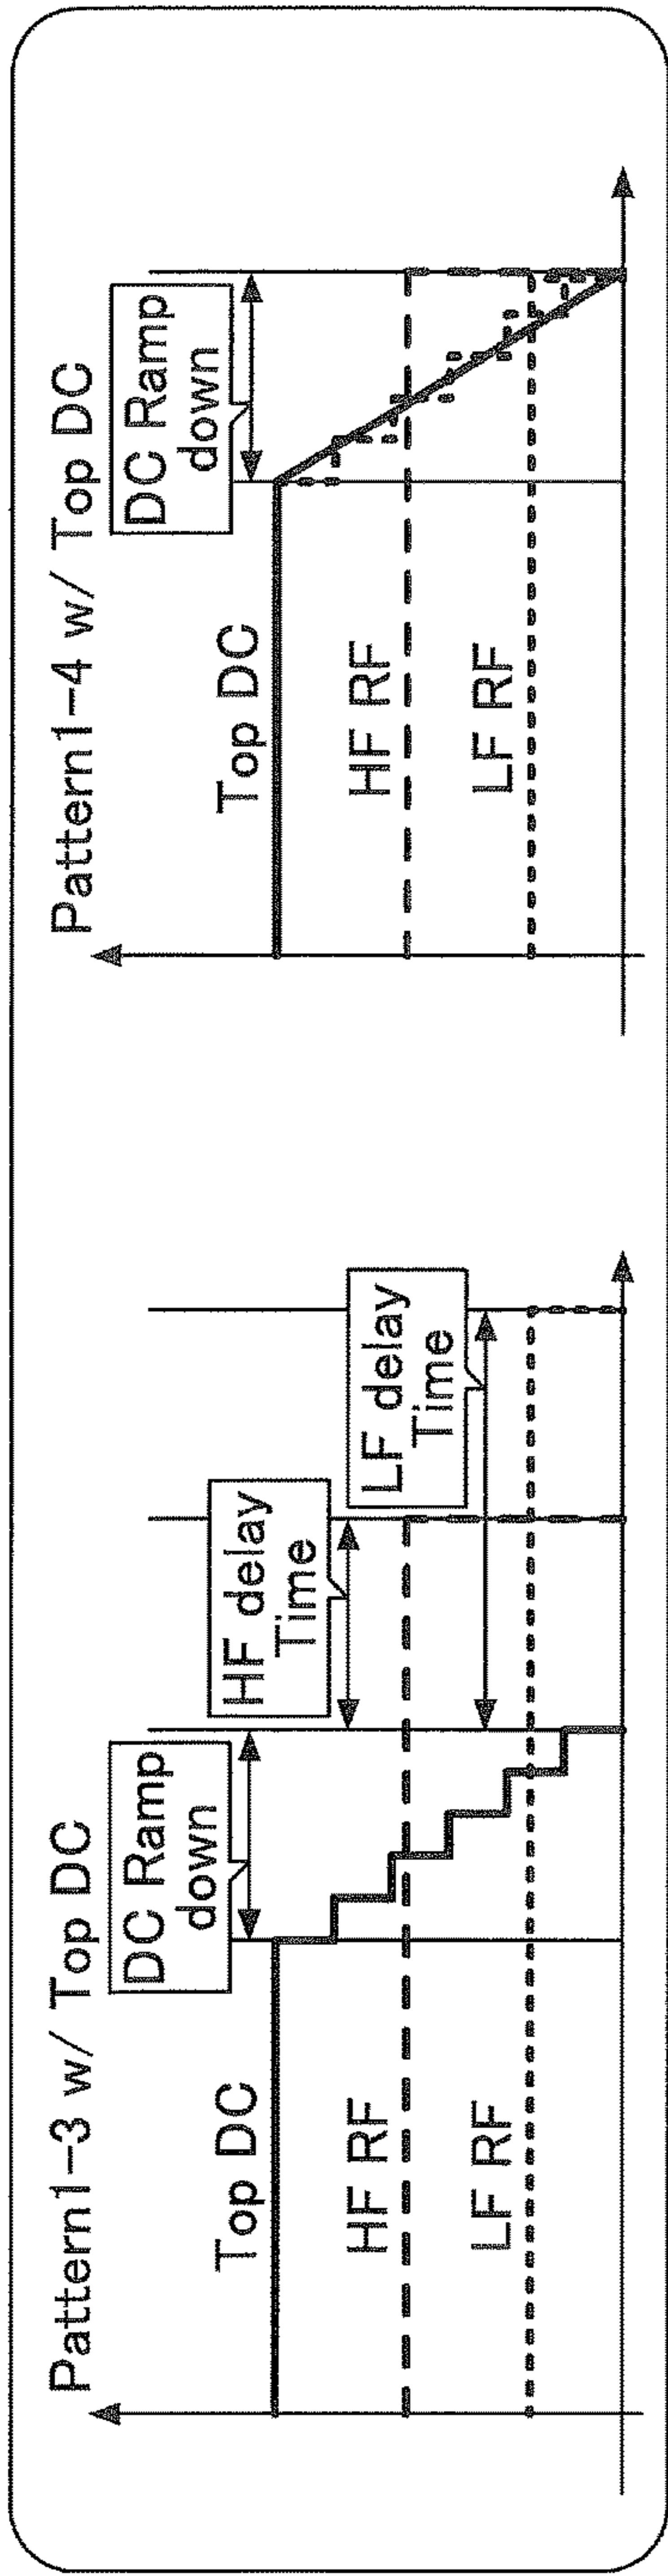 Pattern1-3 w/ Top DC
DC Ramp
down
HF delay
Time
LF delay
Time
Top DC
HF RF
LF RF
Pattern1-4 w/ Top DC
DC Ramp
down
Top DC
HF RF
LF RF